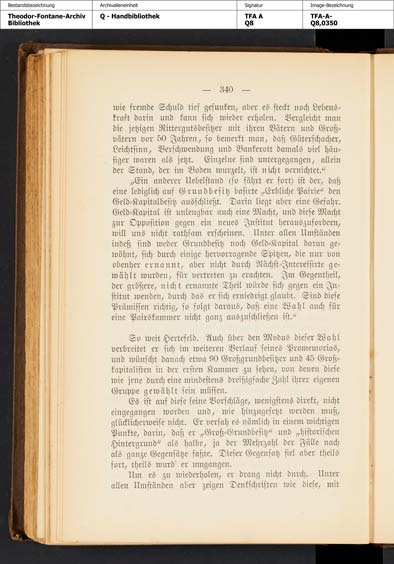 Bestandsbezeichnung Archivalieneinheit Signatur Image-Bezeichnung
Theodor-Fontane-Archiv Q - Handbibliothek TFA A TFA-A-
Bibliothek Q8 Q8,0350
— 340 —
wie fremde Schuld tief gesunken, aber es steckt noch Lebens-
kraft darin und kann sich wieder erholen. Vergleicht man
die jetzigen Rittergutsbesitzer mit ihren Vätern und Groß-
vätern vor 50 Jahren, so bemerkt man, daß Güterschacher,
Leichtsinn, Verschwendung und Bankerott damals viel häu-
figer waren als jetzt. Einzelne sind untergegangen, allein
der Stand, der im Boden wurzelt, ist nicht vernichtet.“
„Ein anderer Uebelstand (so fährt er fort) ist der, daß
eine lediglich auf Grundbesitz basirte „Erbliche Pairie“ den
Geld-Kapitalbesitz ausschließt. Darin liegt aber eine Gefahr.
Geld-Kapital ist unleugbar auch eine Macht, und diese Macht
zur Opposition gegen ein neues Institut herauszufordern,
will uns nicht rathsam erscheinen. Unter allen Umständen
indeß sind weder Grundbesitz noch Geld-Kapital daran ge-
wöhnt, sich durch einige hervorragende Spitzen, die nur von
obenher ernannt, aber nicht durch Nächst-Interessirte ge-
wählt wurden, für vertreten zu erachten. Im Gegentheil,
der größere, nicht ernannte Theil würde sich gegen ein In-
stitut wenden, durch das er sich erniedrigt glaubt. Sind diese
Prämissen richtig, so folgt daraus, daß eine Wahl auch für
eine Pairskammer nicht ganz auszuschließen ist.“
So weit Hertefeld. Auch über den Modus dieser Wahl
verbreitet er sich im weiteren Verlauf seines Promemorias,
und wünscht danach etwa 90 Großgrundbesitzer und 45 Groß-
kapitalisten in der ersten Kammer zu sehen, von denen diese
wie jene durch eine mindestens dreißigfache Zahl ihrer eigenen
Gruppe gewählt sein müssen.
Es ist auf diese seine Vorschläge, wenigstens direkt, nicht
eingegangen worden und, wie hinzugesetzt werden muß,
glücklicherweise nicht. Er versah es nämlich in einem wichtigen
Punkte, darin, daß er „Groß-Grundbesitz“ und „historischen
Hintergrund“ als halbe, ja der Mehrzahl der Fälle nach
als ganze Gegensätze faßte. Dieser Gegensatz fiel aber theils
fort, theils wurd' er umgangen.
Um es zu wiederholen, er drang nicht durch. Unter
allen Umständen aber zeigen Denkschriften wie diese, mit